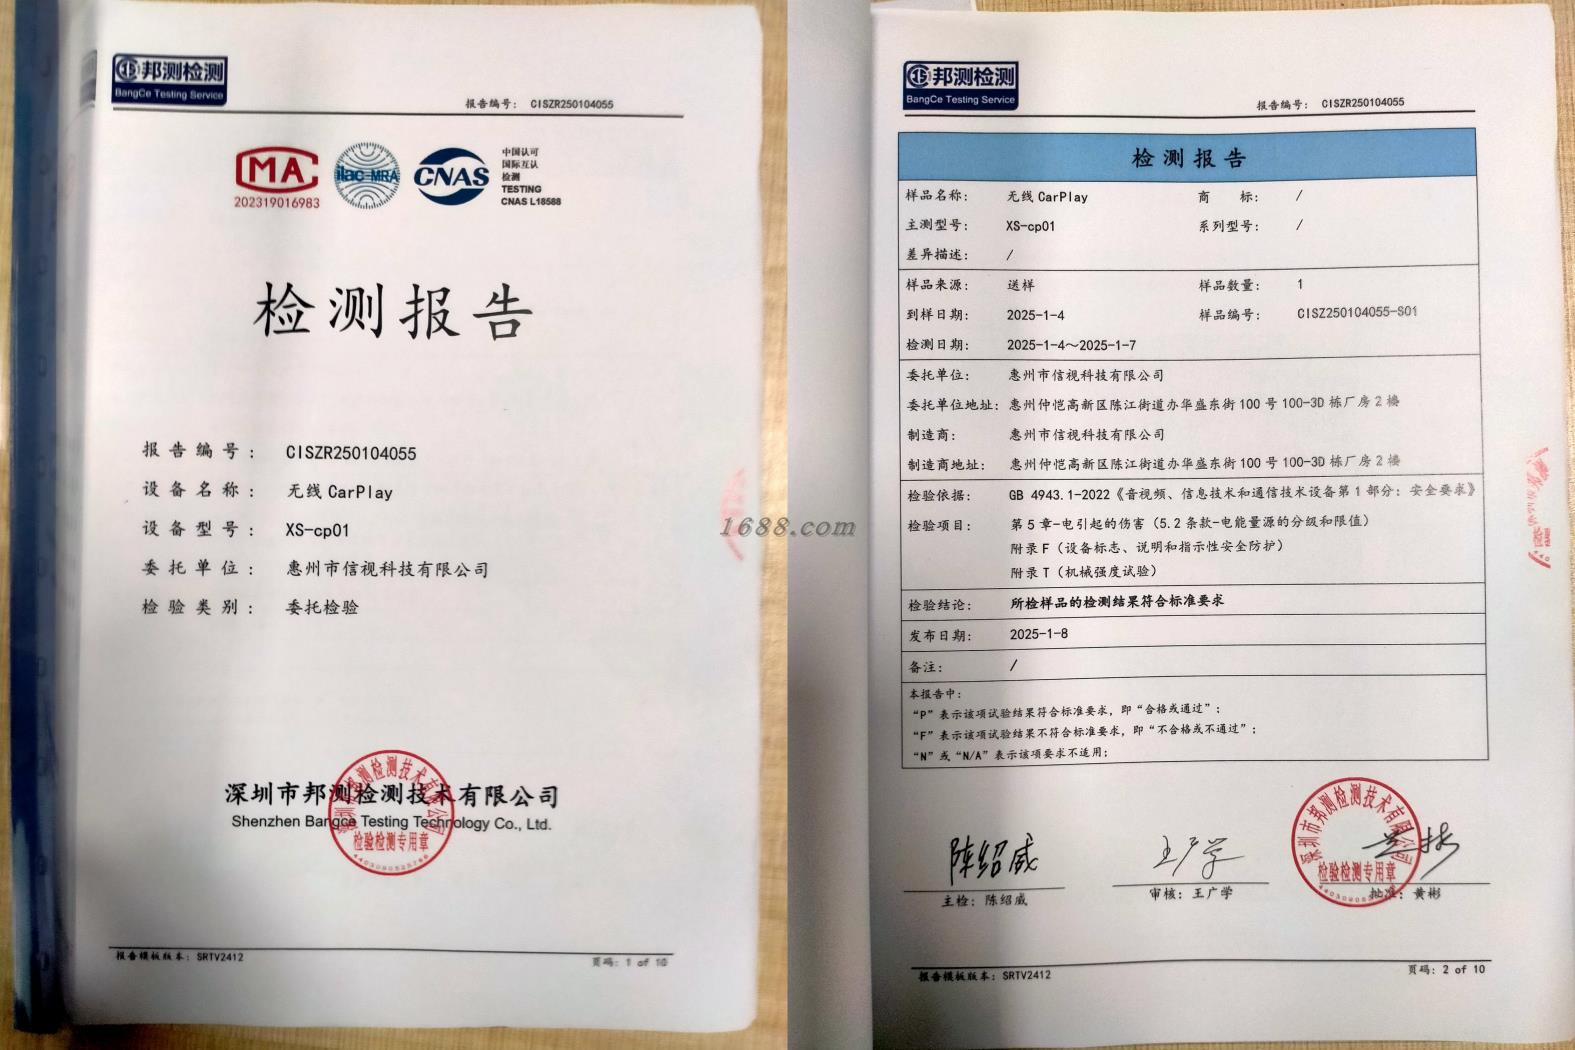 邦测检测
BangCe Testing Service
报告编号: CISZR250104055
MA
202319016983
ilac-MRA
CNAS
中国认可
国际互认
检测
TESTING
CNAS L18588
检测报告
报告编号: CISZR250104055
设备名称: 无线 CarPlay
设备型号: XS-cp01
委托单位: 惠州市信视科技有限公司
检验类别: 委托检验
深圳市邦测检测技术有限公司
Shenzhen Bangce Testing Technology Co., Ltd.
深圳市邦测检测技术有限公司
检验检测专用章
报告模板版本: SRTV2412
页码: 1 of 10
1688.com
邦测检测
BangCe Testing Service
报告编号: CISZR250104055
检测报告
样品名称: 无线 CarPlay 商 标: /
主测型号: XS-cp01 系列型号: /
差异描述: /
样品来源: 送样 样品数量: 1
到样日期: 2025-1-4 样品编号: CISZ250104055-S01
检测日期: 2025-1-4～2025-1-7
委托单位: 惠州市信视科技有限公司
委托单位地址: 惠州仲恺高新区陈江街道办华盛东街 100 号 100-3D 栋厂房 2 楼
制造商: 惠州市信视科技有限公司
制造商地址: 惠州仲恺高新区陈江街道办华盛东街 100 号 100-3D 栋厂房 2 楼
检验依据: GB 4943.1-2022《音视频、信息技术和通信技术设备第 1 部分: 安全要求》
检验项目: 第 5 章-电引起的伤害（5.2 条款-电能量源的分级和限值）
附录 F（设备标志、说明和指示性安全防护）
附录 T（机械强度试验）
检验结论: 所检样品的检测结果符合标准要求
发布日期: 2025-1-8
备注: /
本报告中:
“P”表示该项试验结果符合标准要求，即“合格或通过”;
“F”表示该项试验结果不符合标准要求，即“不合格或不通过”;
“N”或“N/A”表示该项要求不适用;
陈绍威
王广学
深圳市邦测检测技术有限公司
检验检测专用章
主检: 陈绍威
审核: 王广学
批准: 黄彬
报告模板版本: SRTV2412
页码: 2 of 10